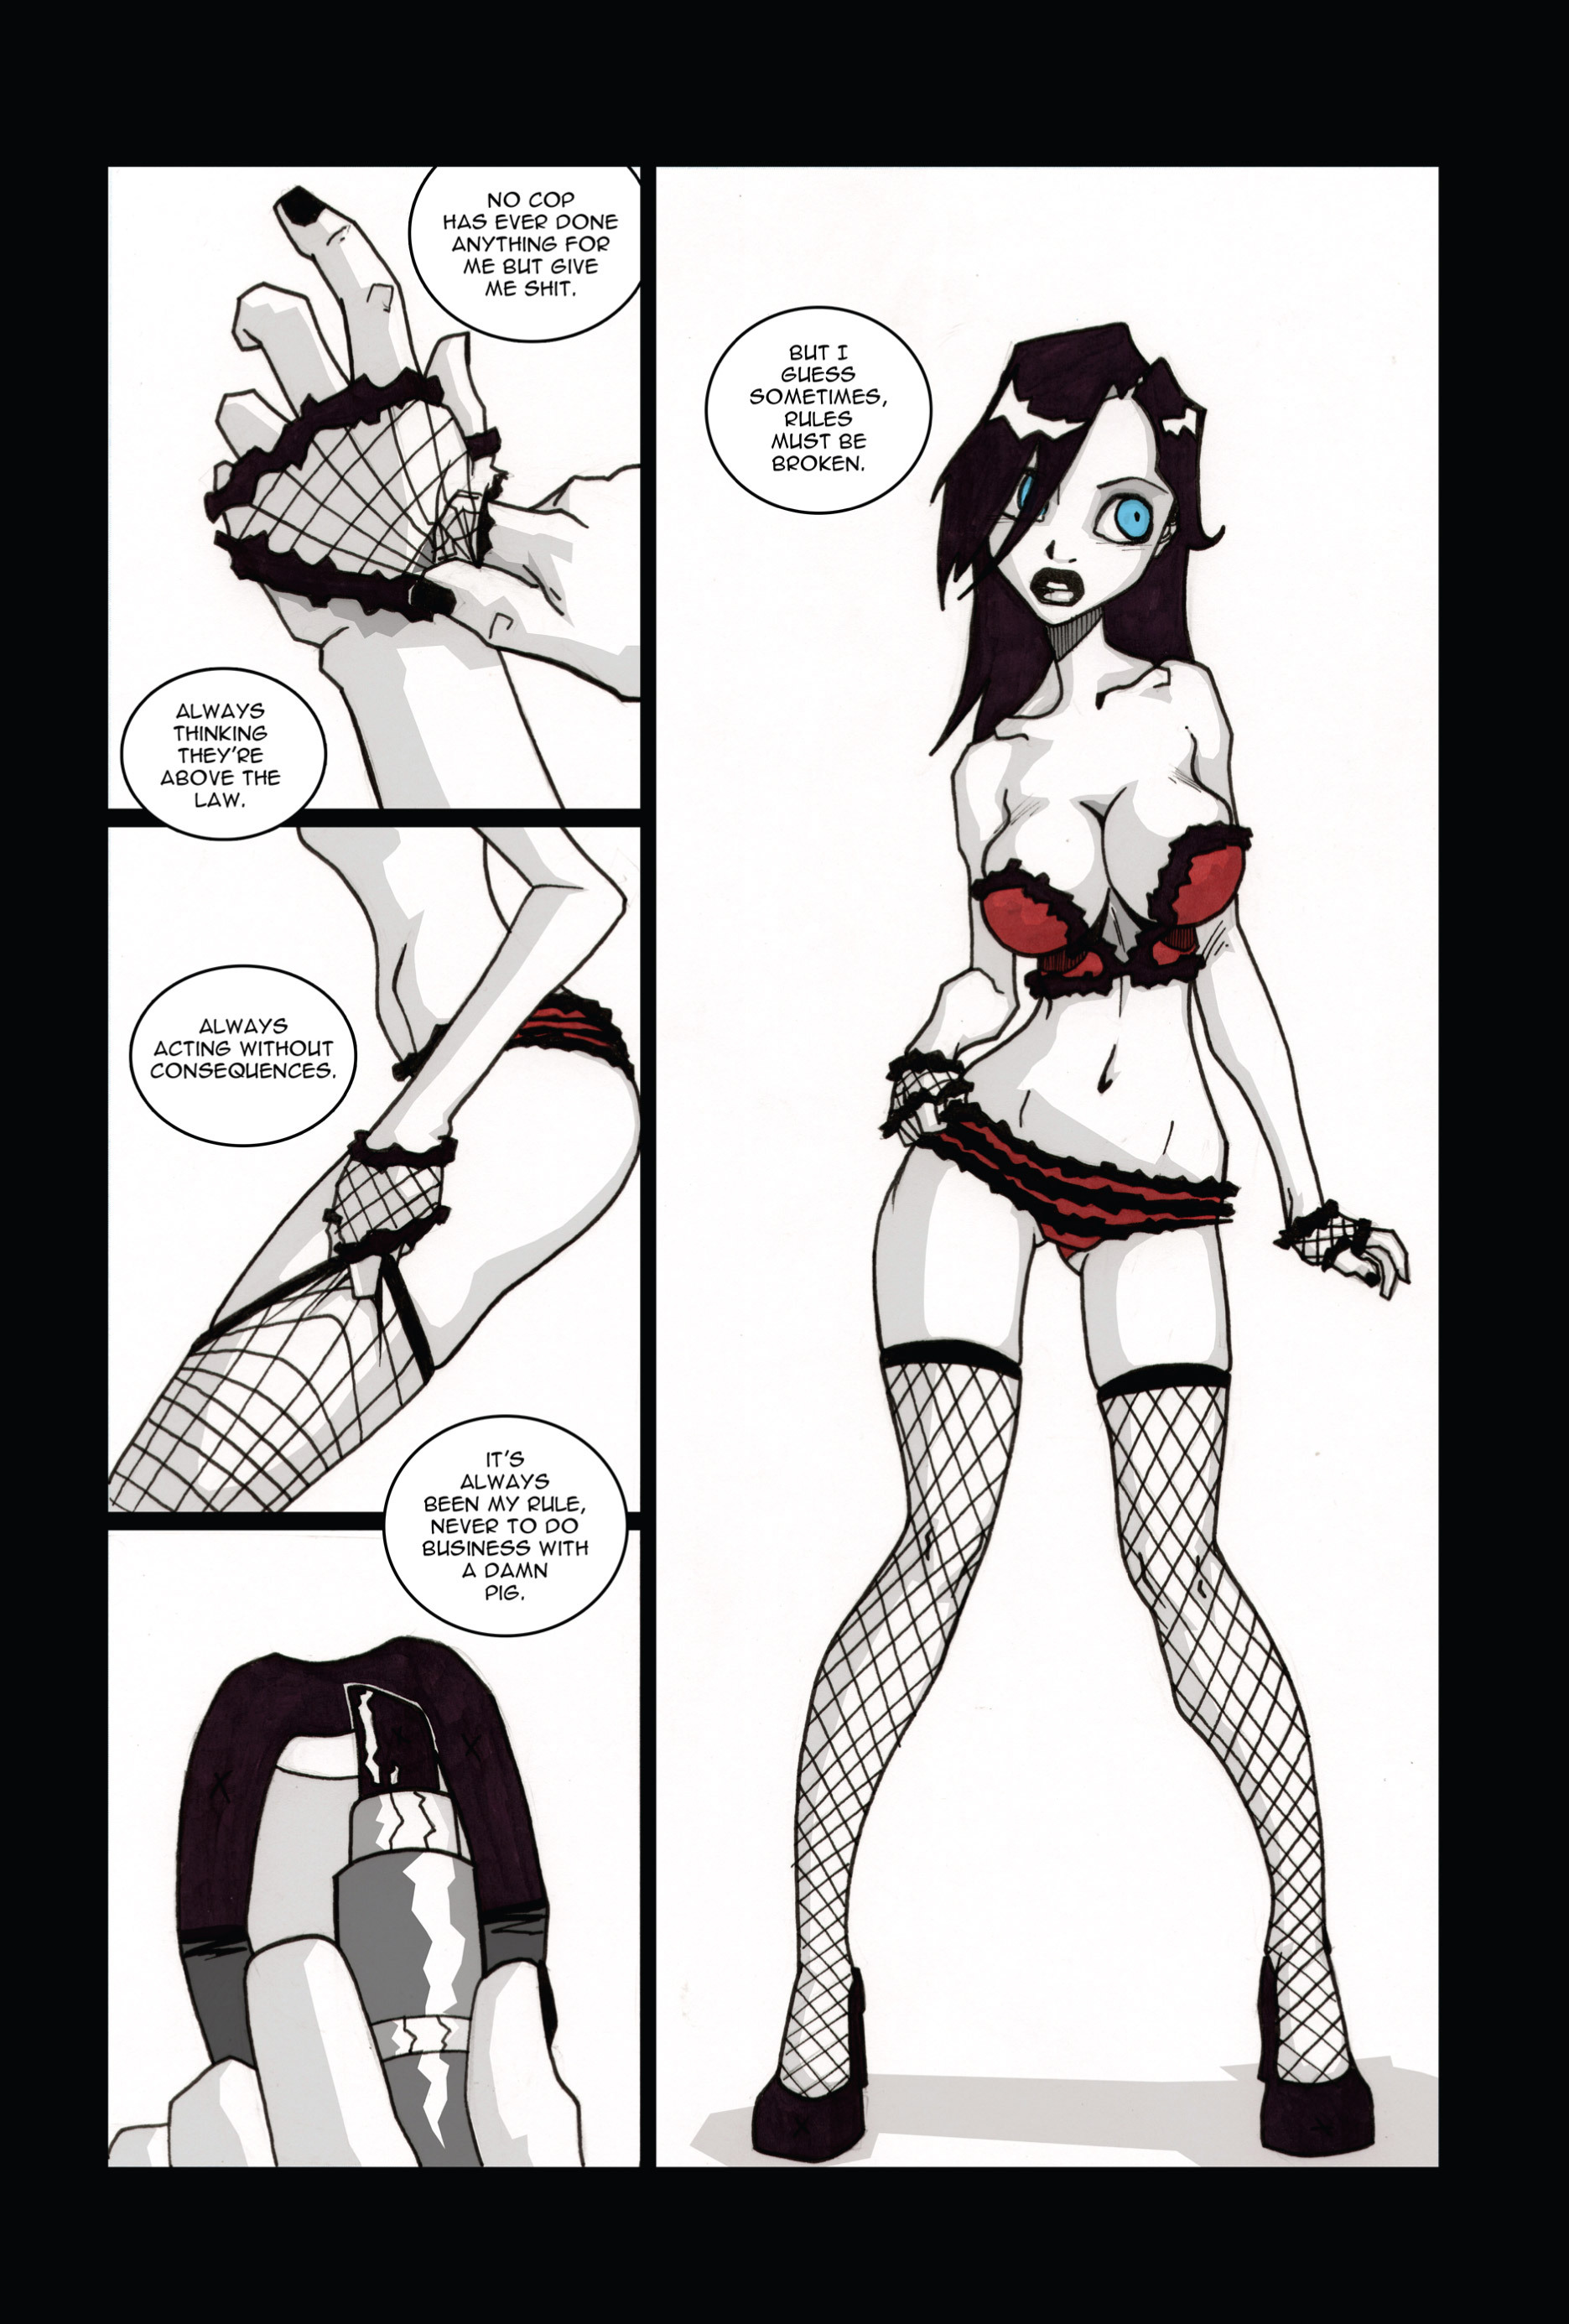 NO COP
HAS EVER DONE
ANYTHING FOR
ME BUT GIVE
ME SHIT.
ALWAYS
THINKING
THEY'RE
ABOVE THE
LAW.
ALWAYS
ACTING WITHOUT
CONSEQUENCES.
IT'S
ALWAYS
BEEN MY RULE,
NEVER TO DO
BUSINESS WITH
A DAMN
PIG.
BUT I
GUESS
SOMETIMES,
RULES
MUST BE
BROKEN.